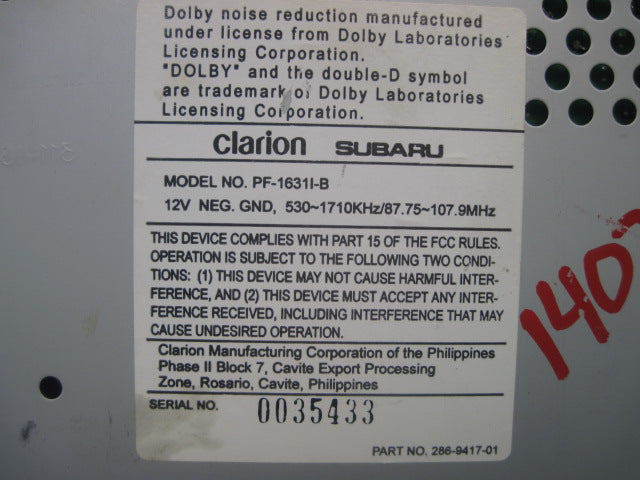 Dolby noise reduction manufactured
under license from Dolby Laboratories
Licensing Corporation.
"DOLBY" and the double-D symbol
are trademark of Dolby Laboratories
Licensing Corporation.
clarion SUBARU
MODEL NO. PF-1631I-B
12V NEG. GND, 530~1710KHz/87.75~107.9MHz
THIS DEVICE COMPLIES WITH PART 15 OF THE FCC RULES.
OPERATION IS SUBJECT TO THE FOLLOWING TWO CONDI-
TIONS: (1) THIS DEVICE MAY NOT CAUSE HARMFUL INTER-
FERENCE, AND (2) THIS DEVICE MUST ACCEPT ANY INTER-
FERENCE RECEIVED, INCLUDING INTERFERENCE THAT MAY
CAUSE UNDESIRED OPERATION.
Clarion Manufacturing Corporation of the Philippines
Phase II Block 7, Cavite Export Processing
Zone, Rosario, Cavite, Philippines
SERIAL NO. 0035433
PART NO. 286-9417-01